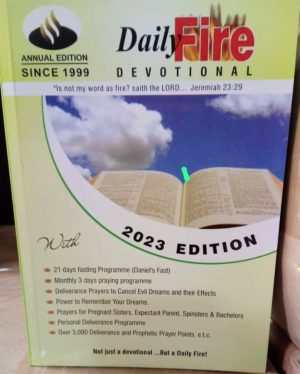 ANNUAL EDITION
SINCE 1999
Daily Fire
DEVOTIONAL
"Is not my word as fire? saith the LORD... Jeremiah 23:29
2023 EDITION
With
21 days fasting Programme (Daniel's Fast)
Monthly 3 days praying programme
Deliverance Prayers to Cancel Evil Dreams and their Effects
Power to Remember Your Dreams.
Prayers for Pregnant Sisters, Expectant Parent, Spinsters & Bachelors
Personal Deliverance Programme
Over 3,000 Deliverance and Prophetic Prayer Points, e.t.c
Not just a devotional ...But a Daily Fire!